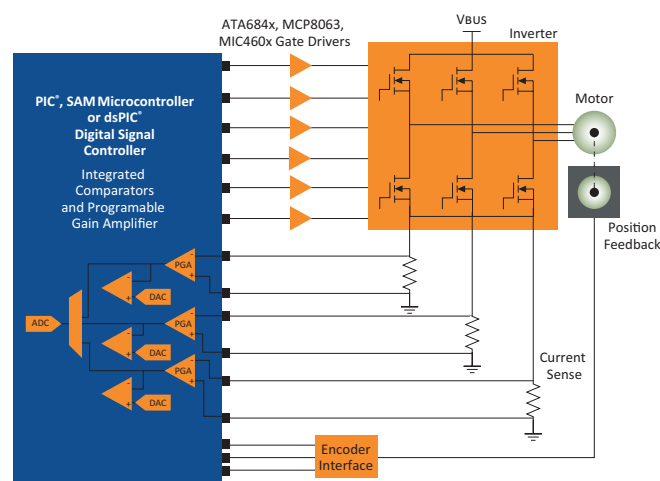 ATA684x, MCP8063,
MIC460x Gate Drivers
VBUS
Inverter
PIC®, SAM Microcontroller
or dsPIC®
Digital Signal
Controller
Integrated
Comparators
and Programable
Gain Amplifier
Motor
Position
Feedback
- 
PGA
+
-
+
DAC
ADC
-
PGA
+
-
+
DAC
-
PGA
+
-
+
DAC
Current
Sense
Encoder
Interface